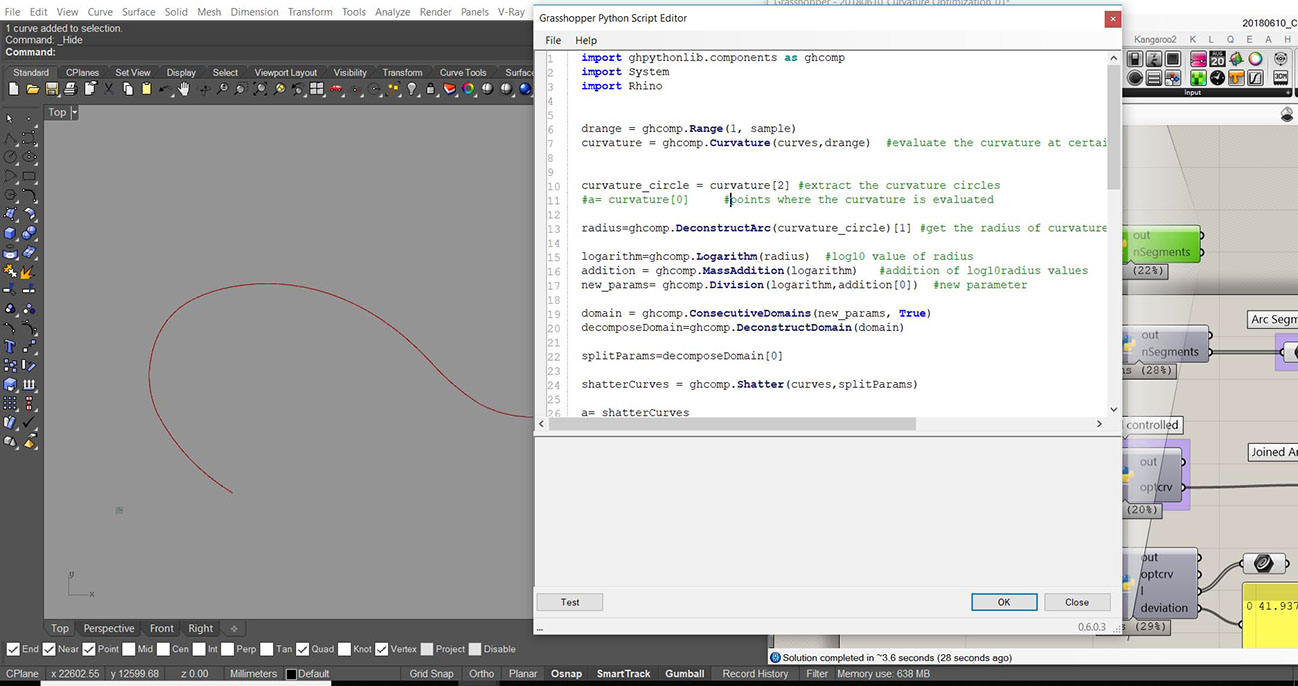 File Edit View Curve Surface Solid Mesh Dimension Transform Tools Analyze Render Panels V-Ray
1 curve added to selection.
Command: _Hide
Command:
Standard CPlanes Set View Display Select Viewport Layout Visibility Transform Curve Tools Surfac
Top
Grasshopper - 20180610_Curvature Optimization_01*
Grasshopper Python Script Editor
File Help
1 import ghpythonlib.components as ghcomp
2 import System
3 import Rhino
4
5
6 drange = ghcomp.Range(1, sample)
7 curvature = ghcomp.Curvature(curves,drange) #evaluate the curvature at certai
8
9
10 curvature_circle = curvature[2] #extract the curvature circles
11 #a= curvature[0] #points where the curvature is evaluated
12
13 radius=ghcomp.DeconstructArc(curvature_circle)[1] #get the radius of curvature
14
15 logarithm=ghcomp.Logarithm(radius) #log10 value of radius
16 addition = ghcomp.MassAddition(logarithm) #addition of log10radius values
17 new_params= ghcomp.Division(logarithm,addition[0]) #new parameter
18
19 domain = ghcomp.ConsecutiveDomains(new_params, True)
20 decomposeDomain=ghcomp.DeconstructDomain(domain)
21
22 splitParams=decomposeDomain[0]
23
24 shatterCurves = ghcomp.Shatter(curves,splitParams)
25
26 a= shatterCurves
Test OK Close
... 0.6.0.3
20180610_C
Kangaroo2 K L Q E A H
AUG
20
3DM
Input
out
nSegments
(22%)
Arc Segm
out
nSegments
ns (28%)
controlled
Joined Ar
out
optcrv
(20%)
out
optcrv
l
deviation
s (29%)
0 41.937
Solution completed in ~3.6 seconds (28 seconds ago)
y
x
Top Perspective Front Right
End Near Point Mid Cen Int Perp Tan Quad Knot Vertex Project Disable
CPlane x 22602.55 y 12599.68 z 0.00 Millimeters Default Grid Snap Ortho Planar Osnap SmartTrack Gumball Record History Filter Memory use: 638 MB